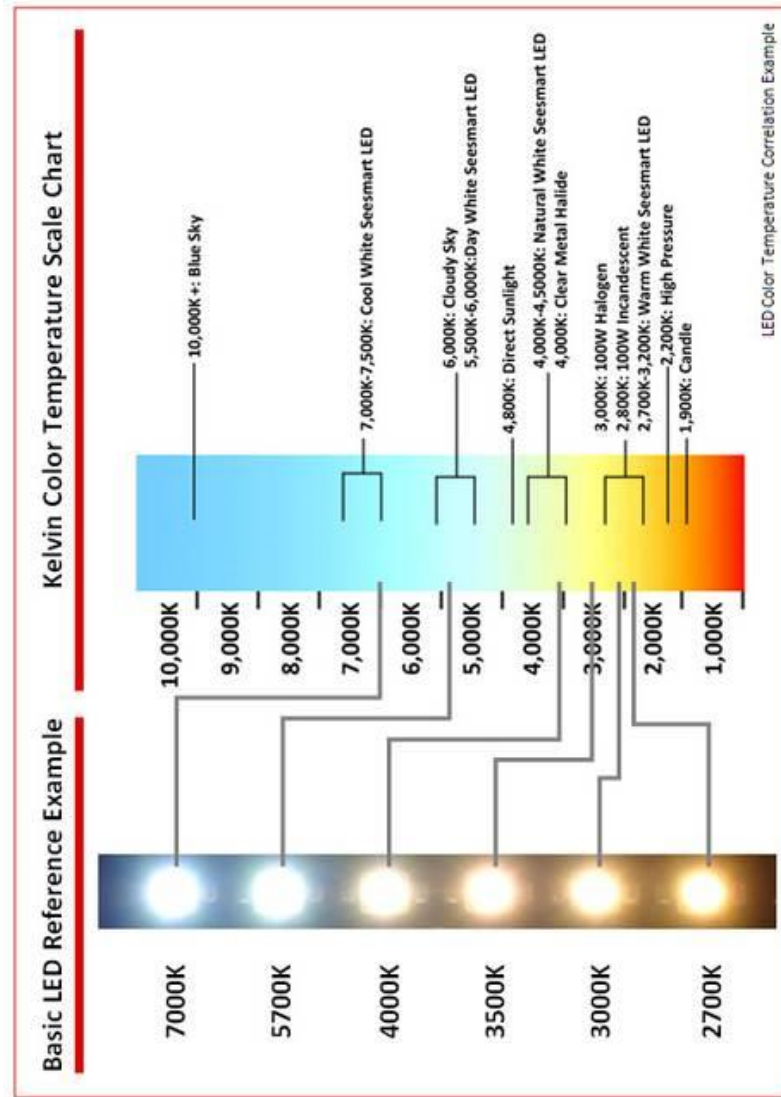 Basic LED Reference Example
7000K
5700K
4000K
3500K
3000K
2700K
Kelvin Color Temperature Scale Chart
10,000K
9,000K
8,000K
7,000K
6,000K
5,000K
4,000K
3,000K
2,000K
1,000K
10,000K +: Blue Sky
7,000K-7,500K: Cool White Seesmart LED
6,000K: Cloudy Sky
5,500K-6,000K:Day White Seesmart LED
4,800K: Direct Sunlight
4,000K-4,5000K: Natural White Seesmart LED
4,000K: Clear Metal Halide
3,000K: 100W Halogen
2,800K: 100W Incandescent
2,700K-3,200K: Warm White Seesmart LED
2,200K: High Pressure
1,900K: Candle
LED Color Temperature Correlation Example